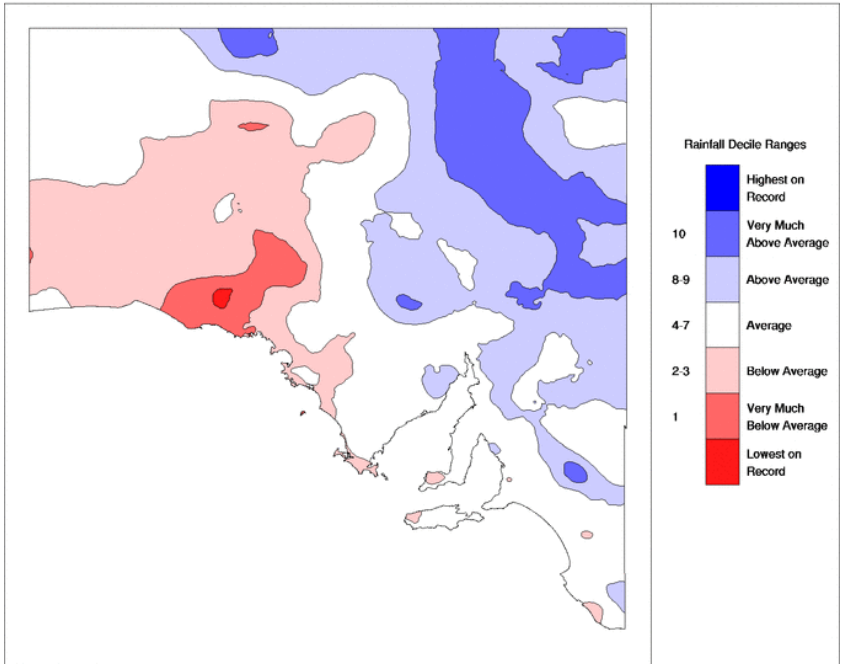 Rainfall Decile Ranges
Highest on
Record
10
Very Much
Above Average
8-9
Above Average
4-7
Average
2-3
Below Average
1
Very Much
Below Average
Lowest on
Record